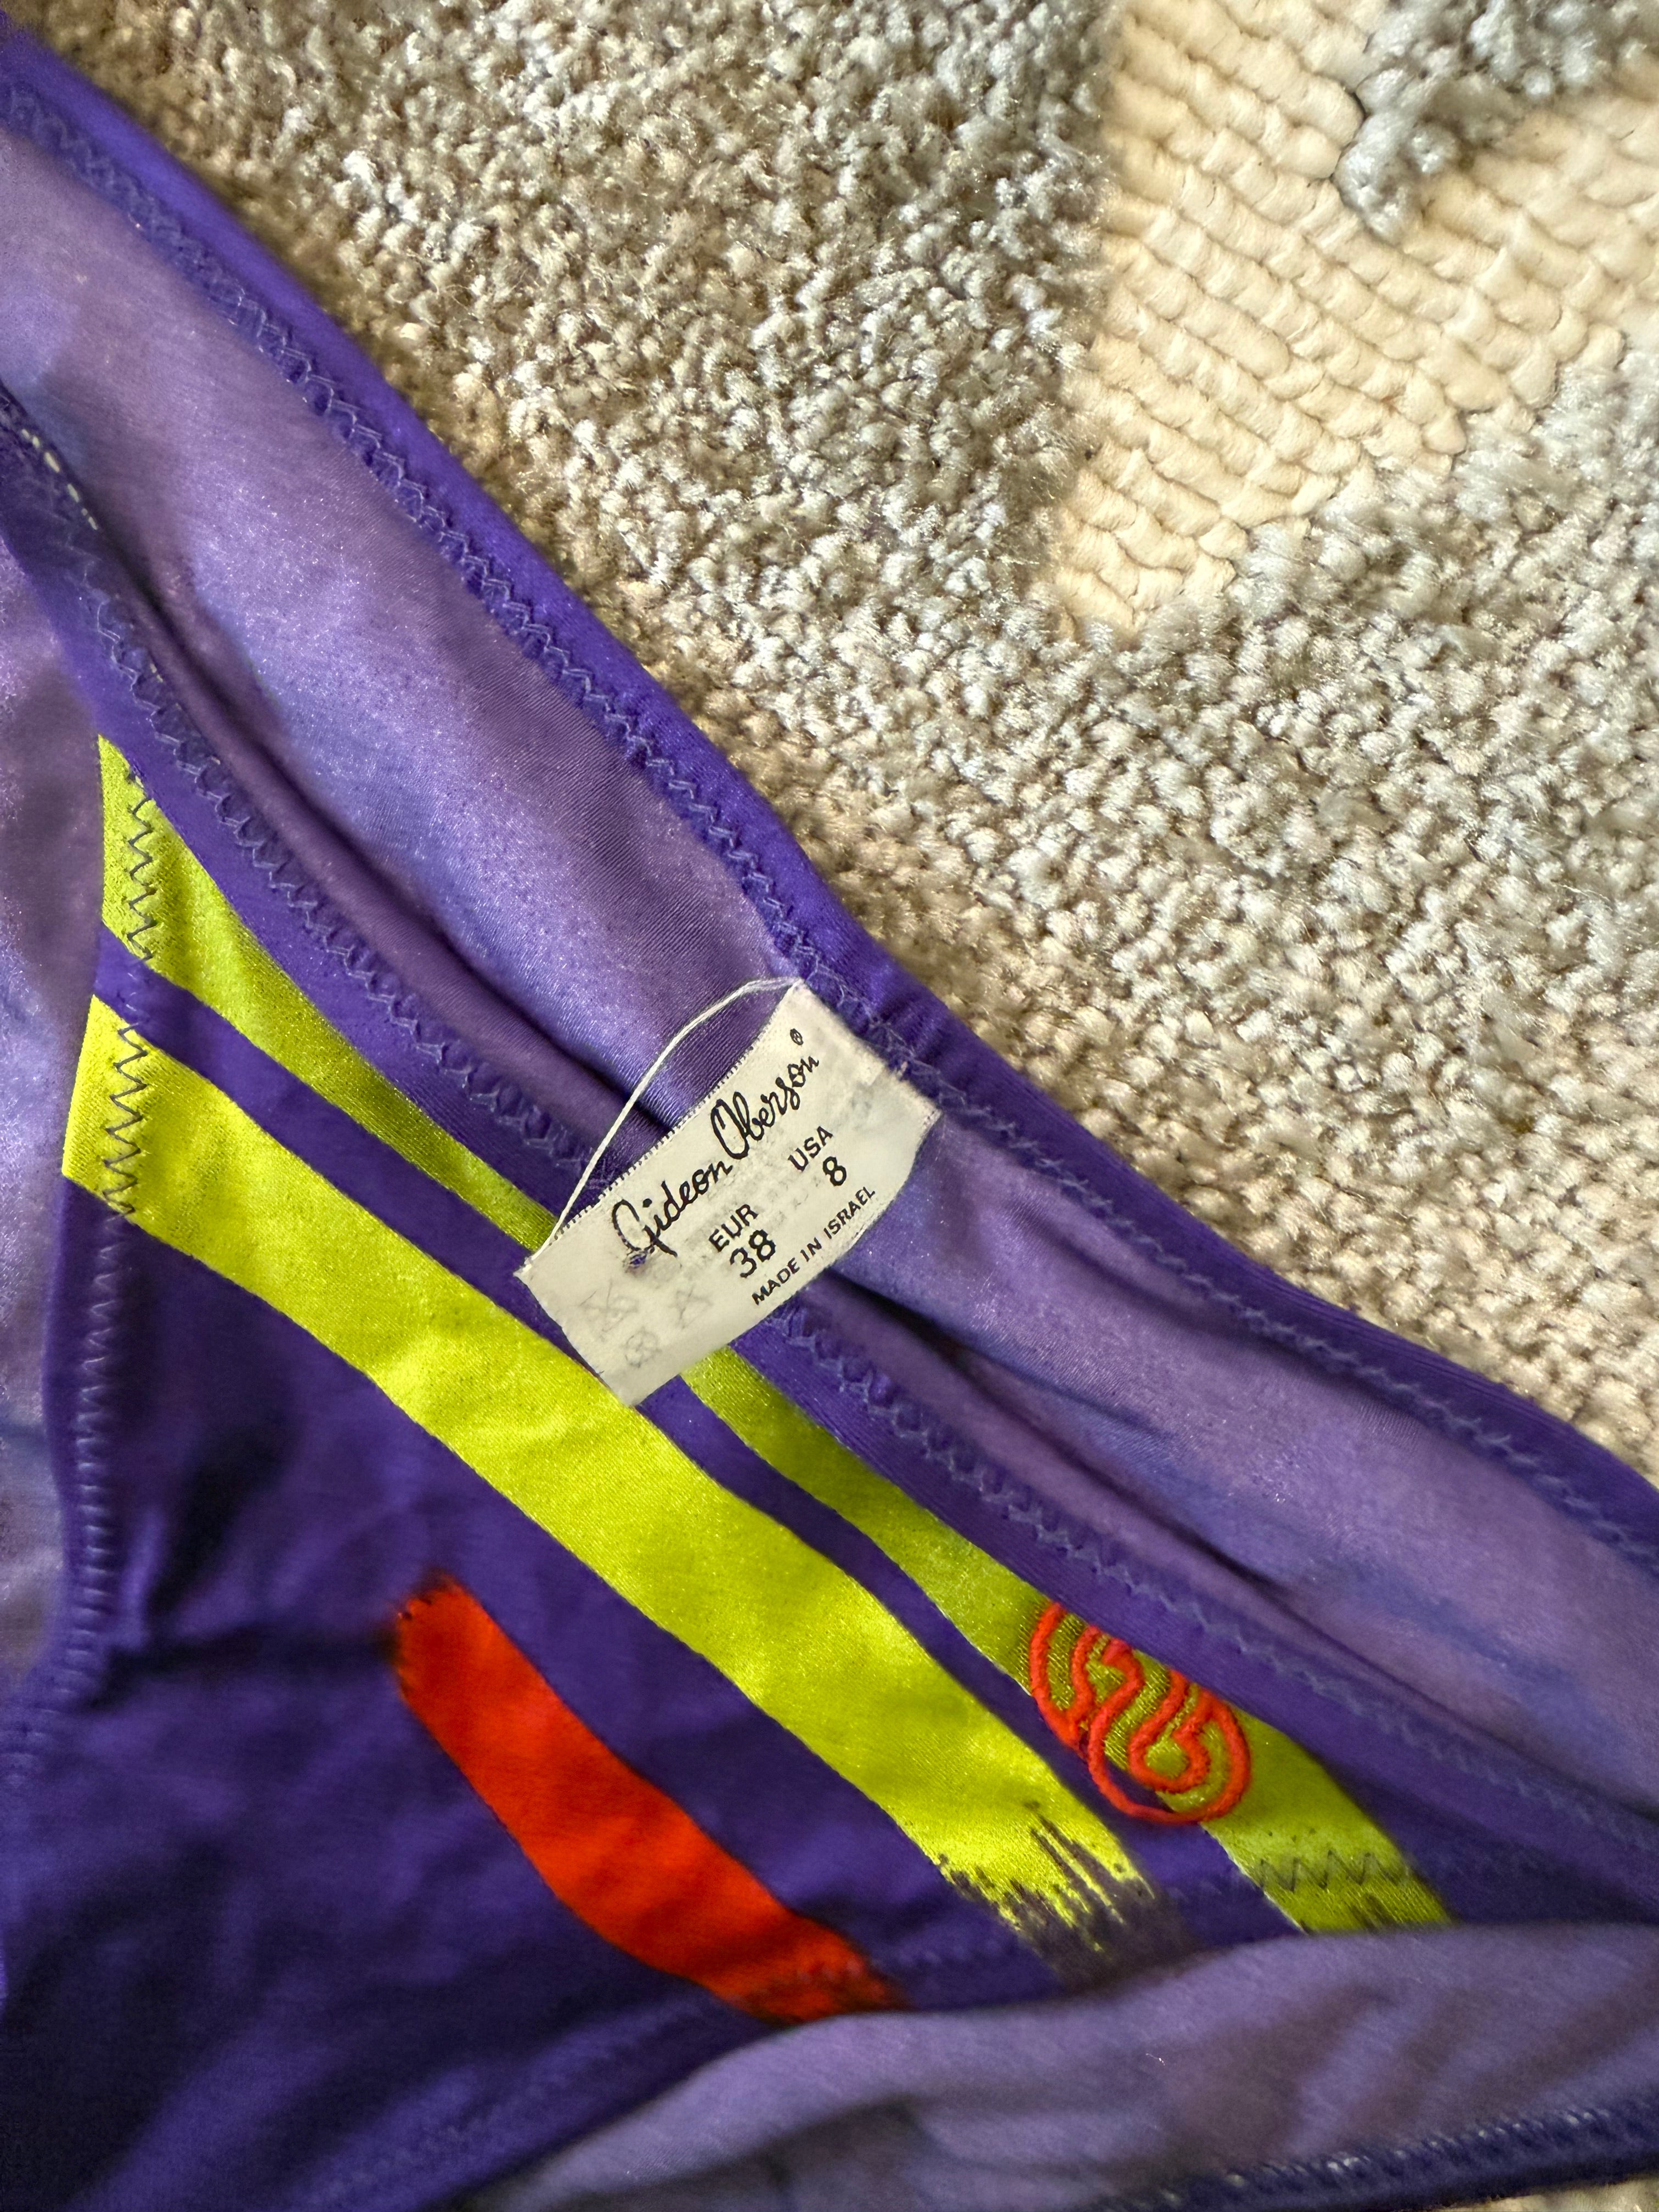 Gideon Oberson®
EUR USA
38 8
MADE IN ISRAEL